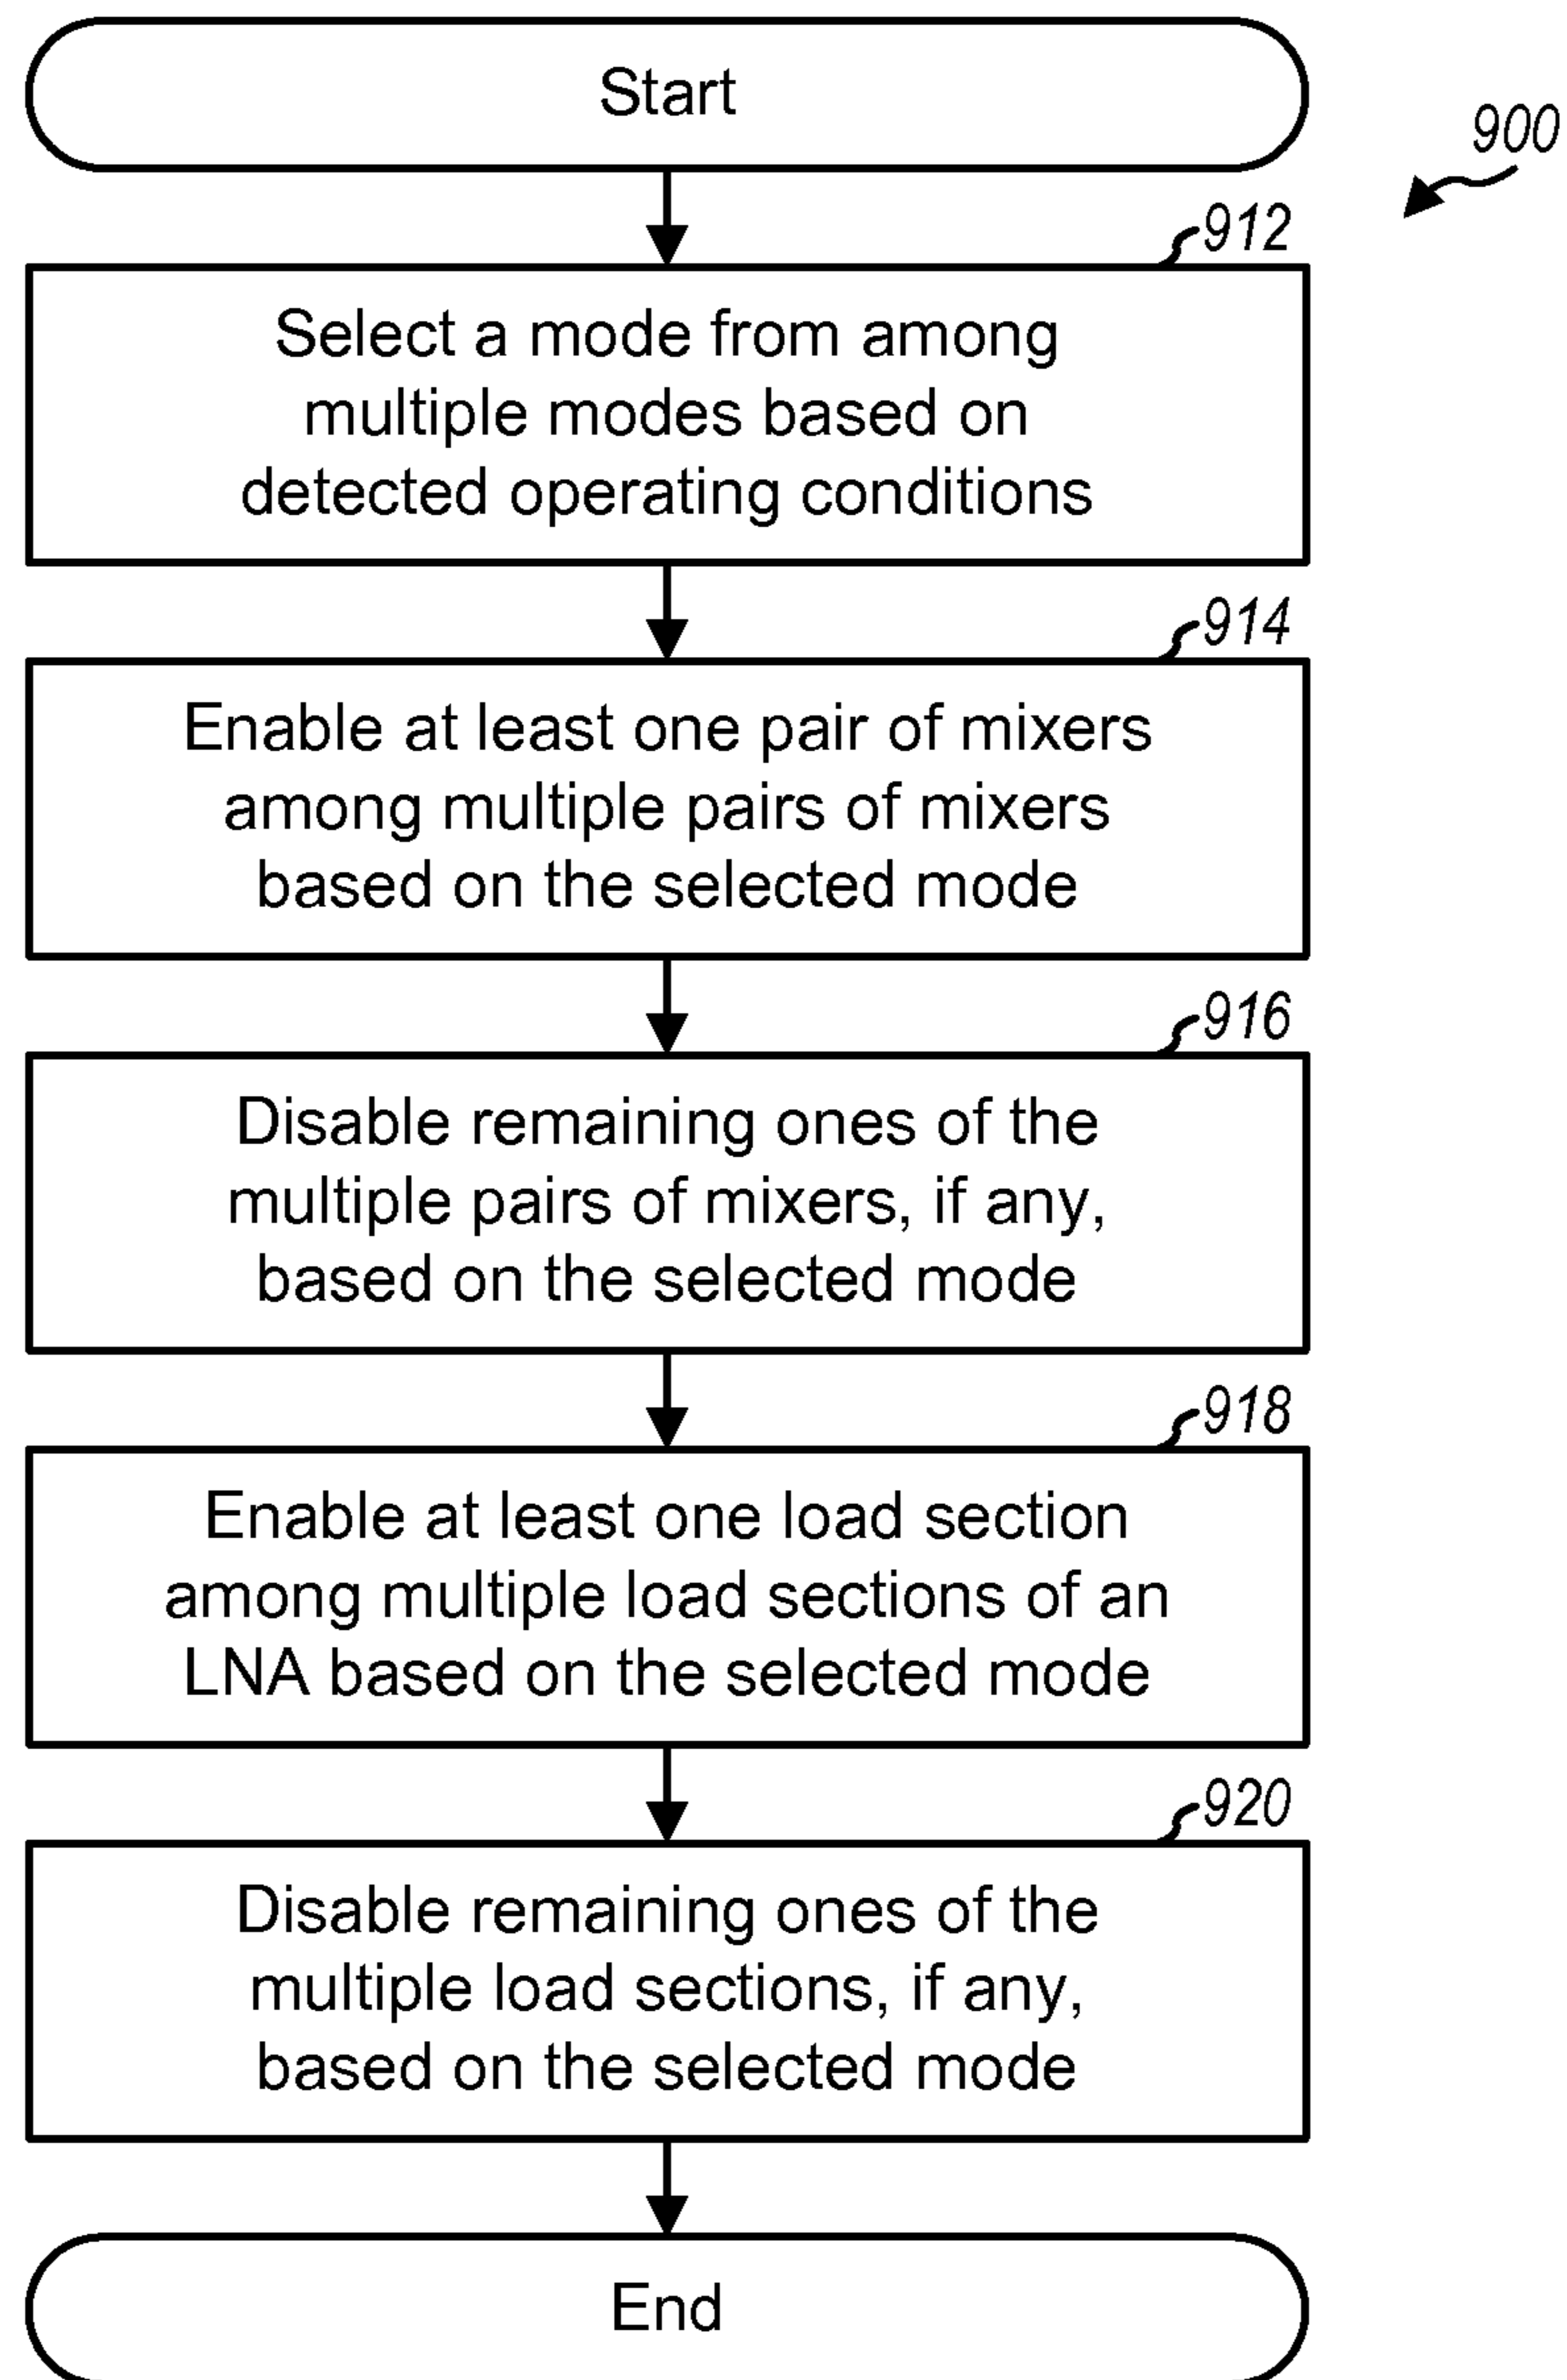 Start
900
912
Select a mode from among
multiple modes based on
detected operating conditions
914
Enable at least one pair of mixers
among multiple pairs of mixers
based on the selected mode
916
Disable remaining ones of the
multiple pairs of mixers, if any,
based on the selected mode
918
Enable at least one load section
among multiple load sections of an
LNA based on the selected mode
920
Disable remaining ones of the
multiple load sections, if any,
based on the selected mode
End